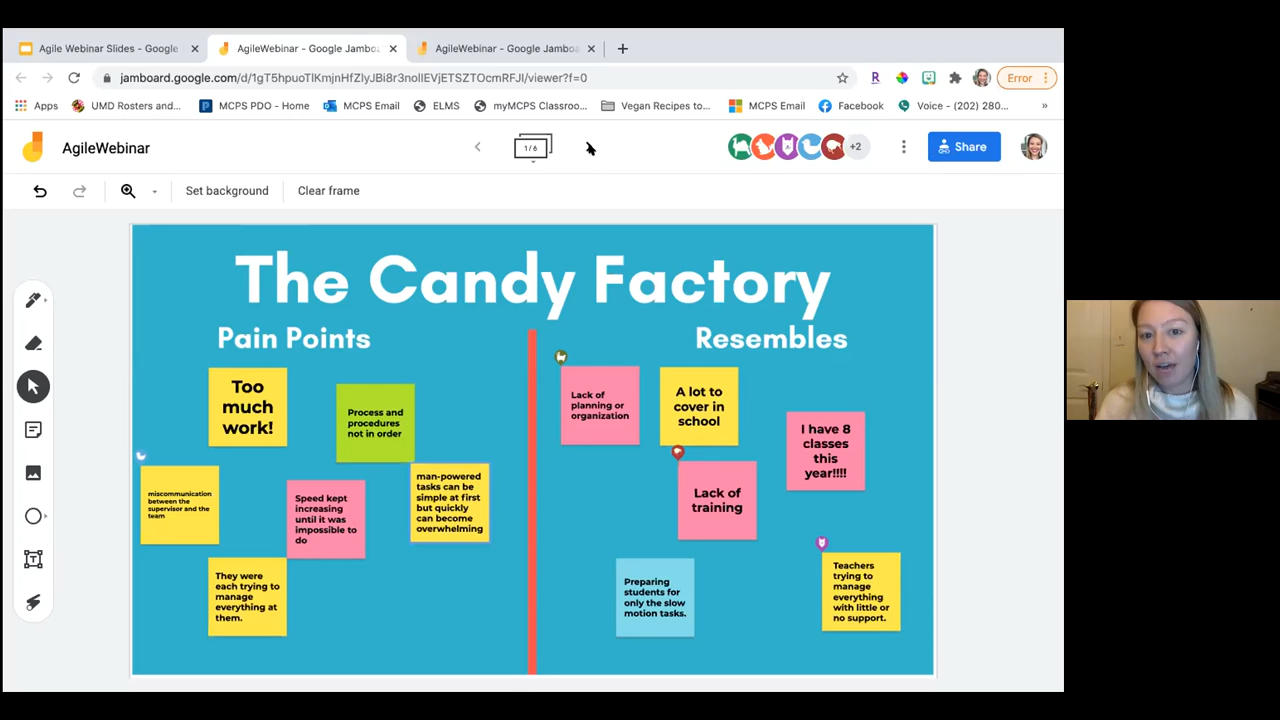 Agile Webinar Slides - Google
AgileWebinar - Google Jambo
AgileWebinar - Google Jambo
jamboard.google.com/d/1gT5hpuoTlKmjnHfZlyJBi8r3nollEVjETSZTOcmRFJI/viewer?f=0
R
Error
Apps
UMD Rosters and...
MCPS PDO - Home
MCPS Email
ELMS
myMCPS Classroo...
Vegan Recipes to...
MCPS Email
Facebook
Voice - (202) 280...
»
AgileWebinar
1/6
+2
Share
Set background
Clear frame
The Candy Factory
Pain Points
Too
much
work!
Process and
procedures
not in order
miscommunication
between the
supervisor and the
team
Speed kept
increasing
until it was
impossible to
do
man-powered
tasks can be
simple at first
but quickly
can become
overwhelming
They were
each trying to
manage
everything at
them.
Resembles
Lack of
planning or
organization
A lot to
cover in
school
I have 8
classes
this
year!!!!
Lack of
training
Preparing
students for
only the slow
motion tasks.
Teachers
trying to
manage
everything
with little or
no support.